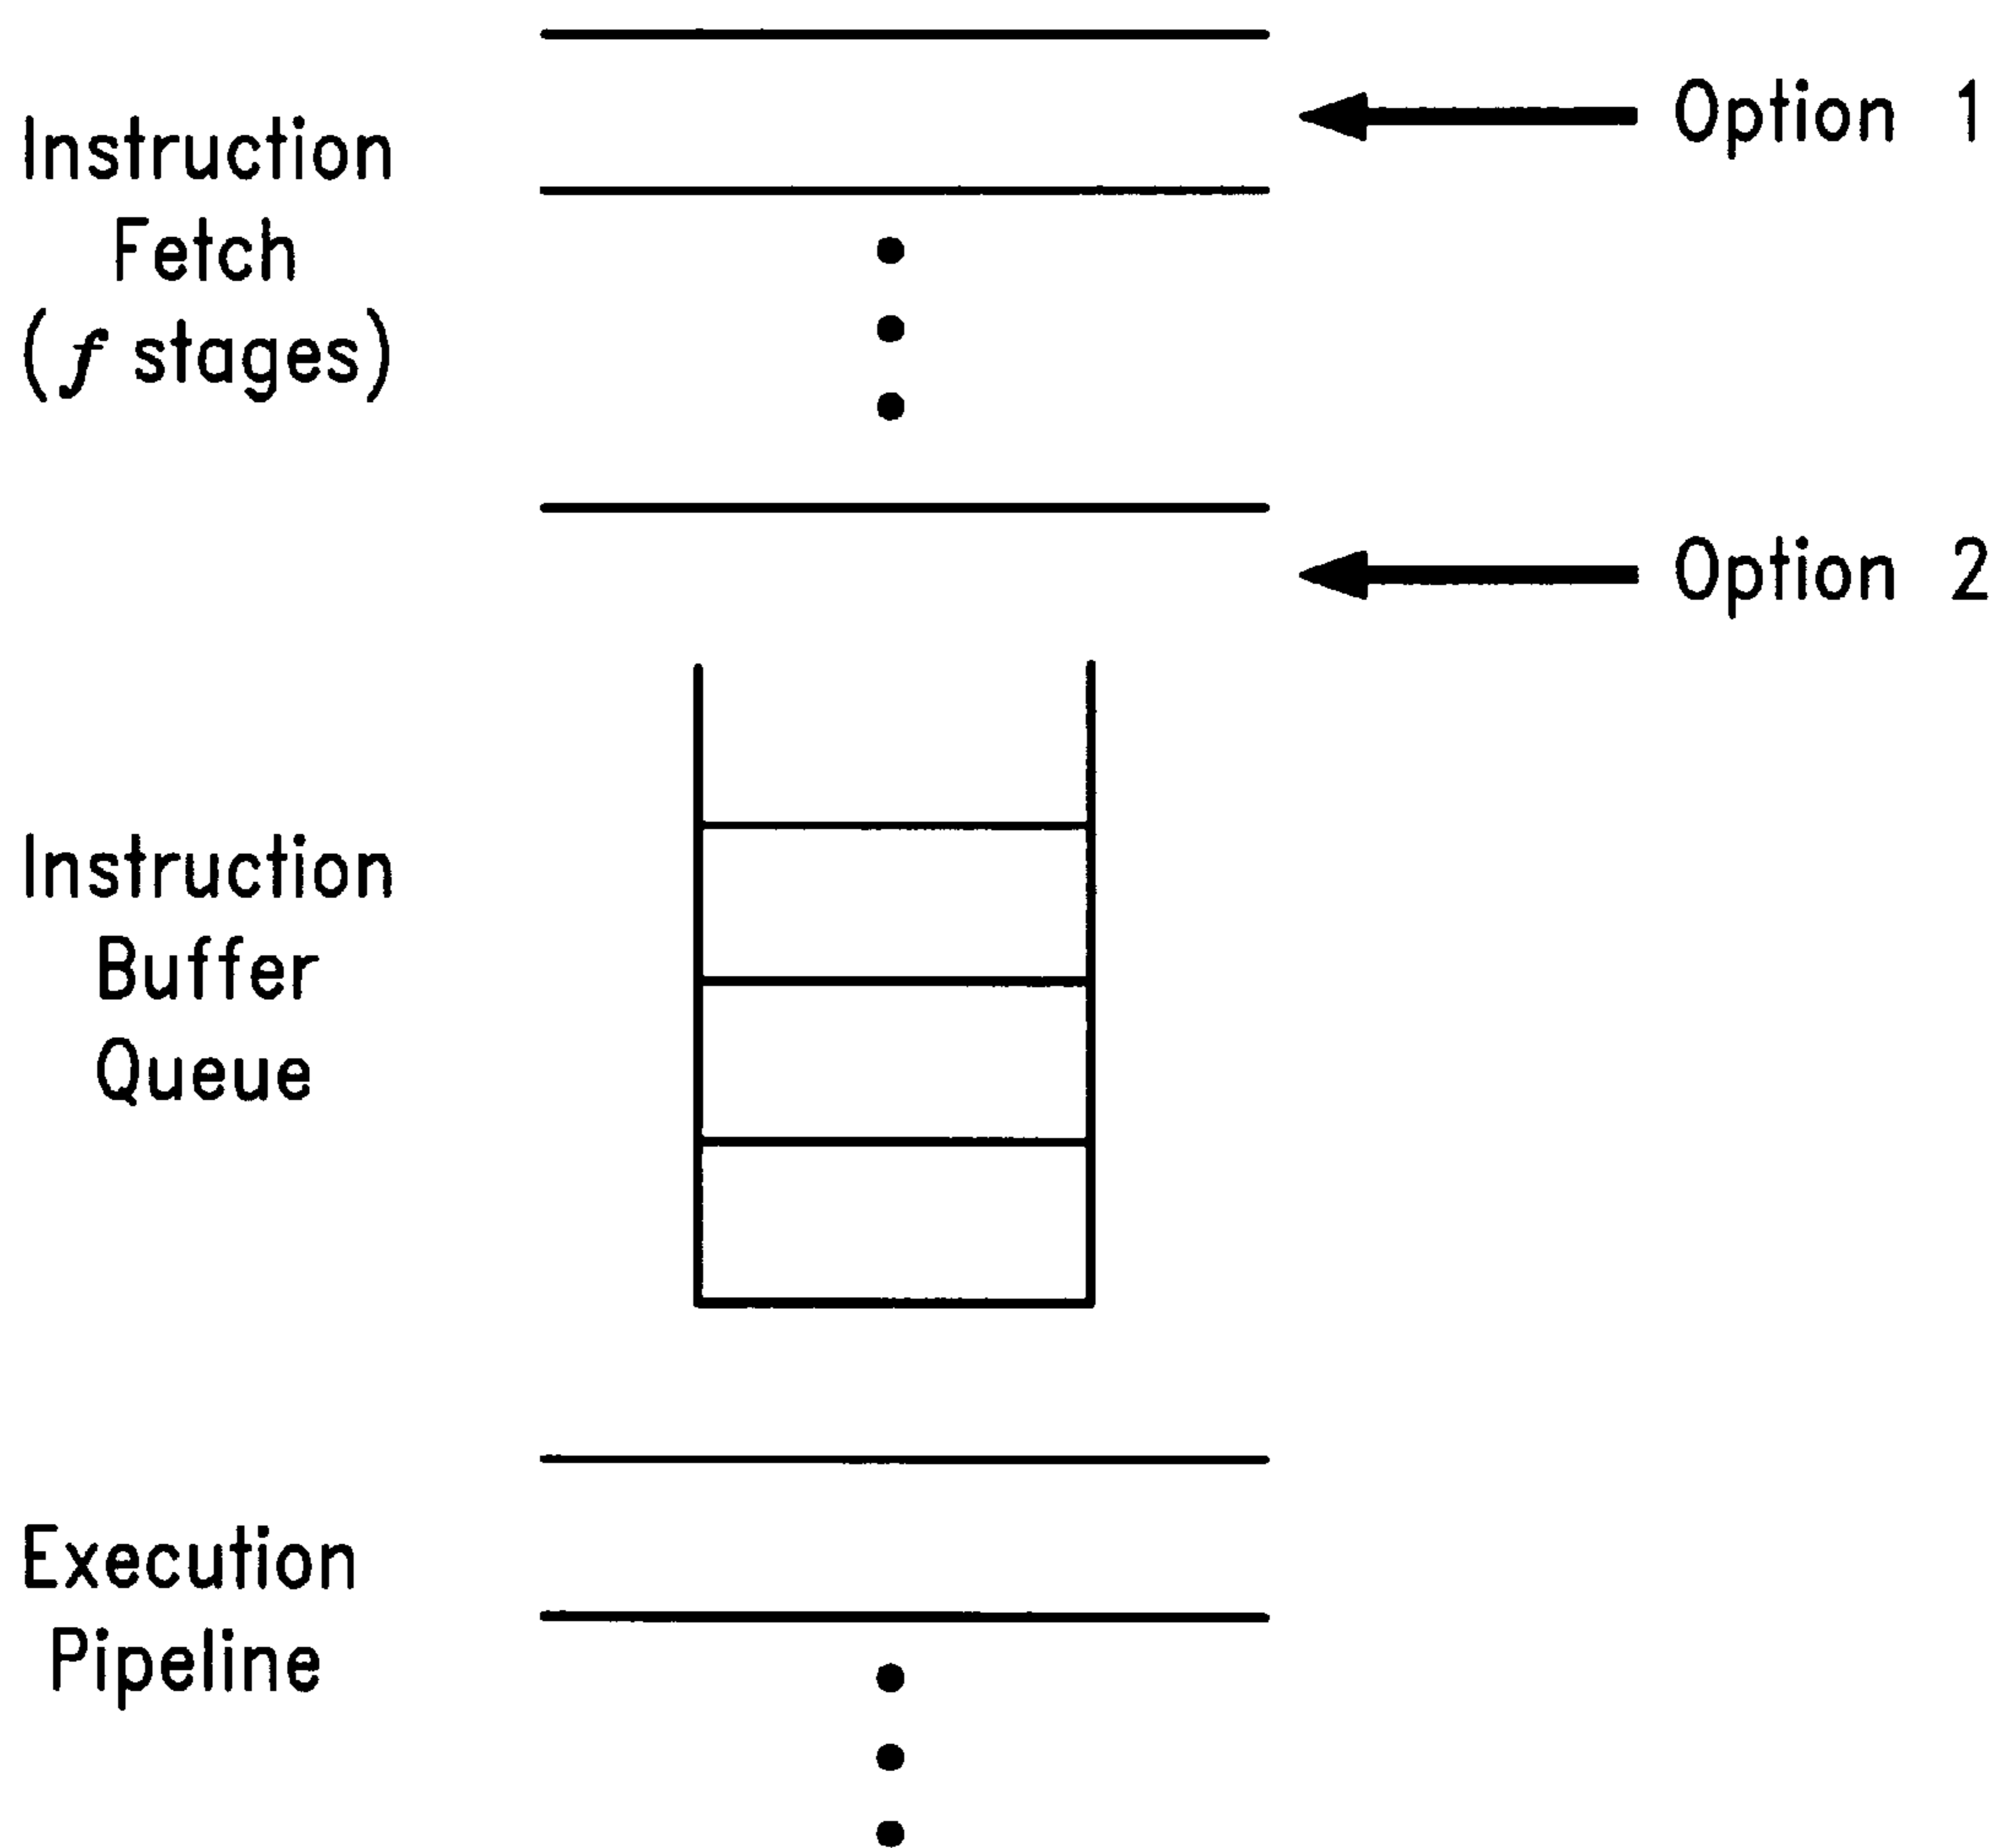 Instruction
Fetch
(f stages)
Option 1
Option 2
Instruction
Buffer
Queue
Execution
Pipeline